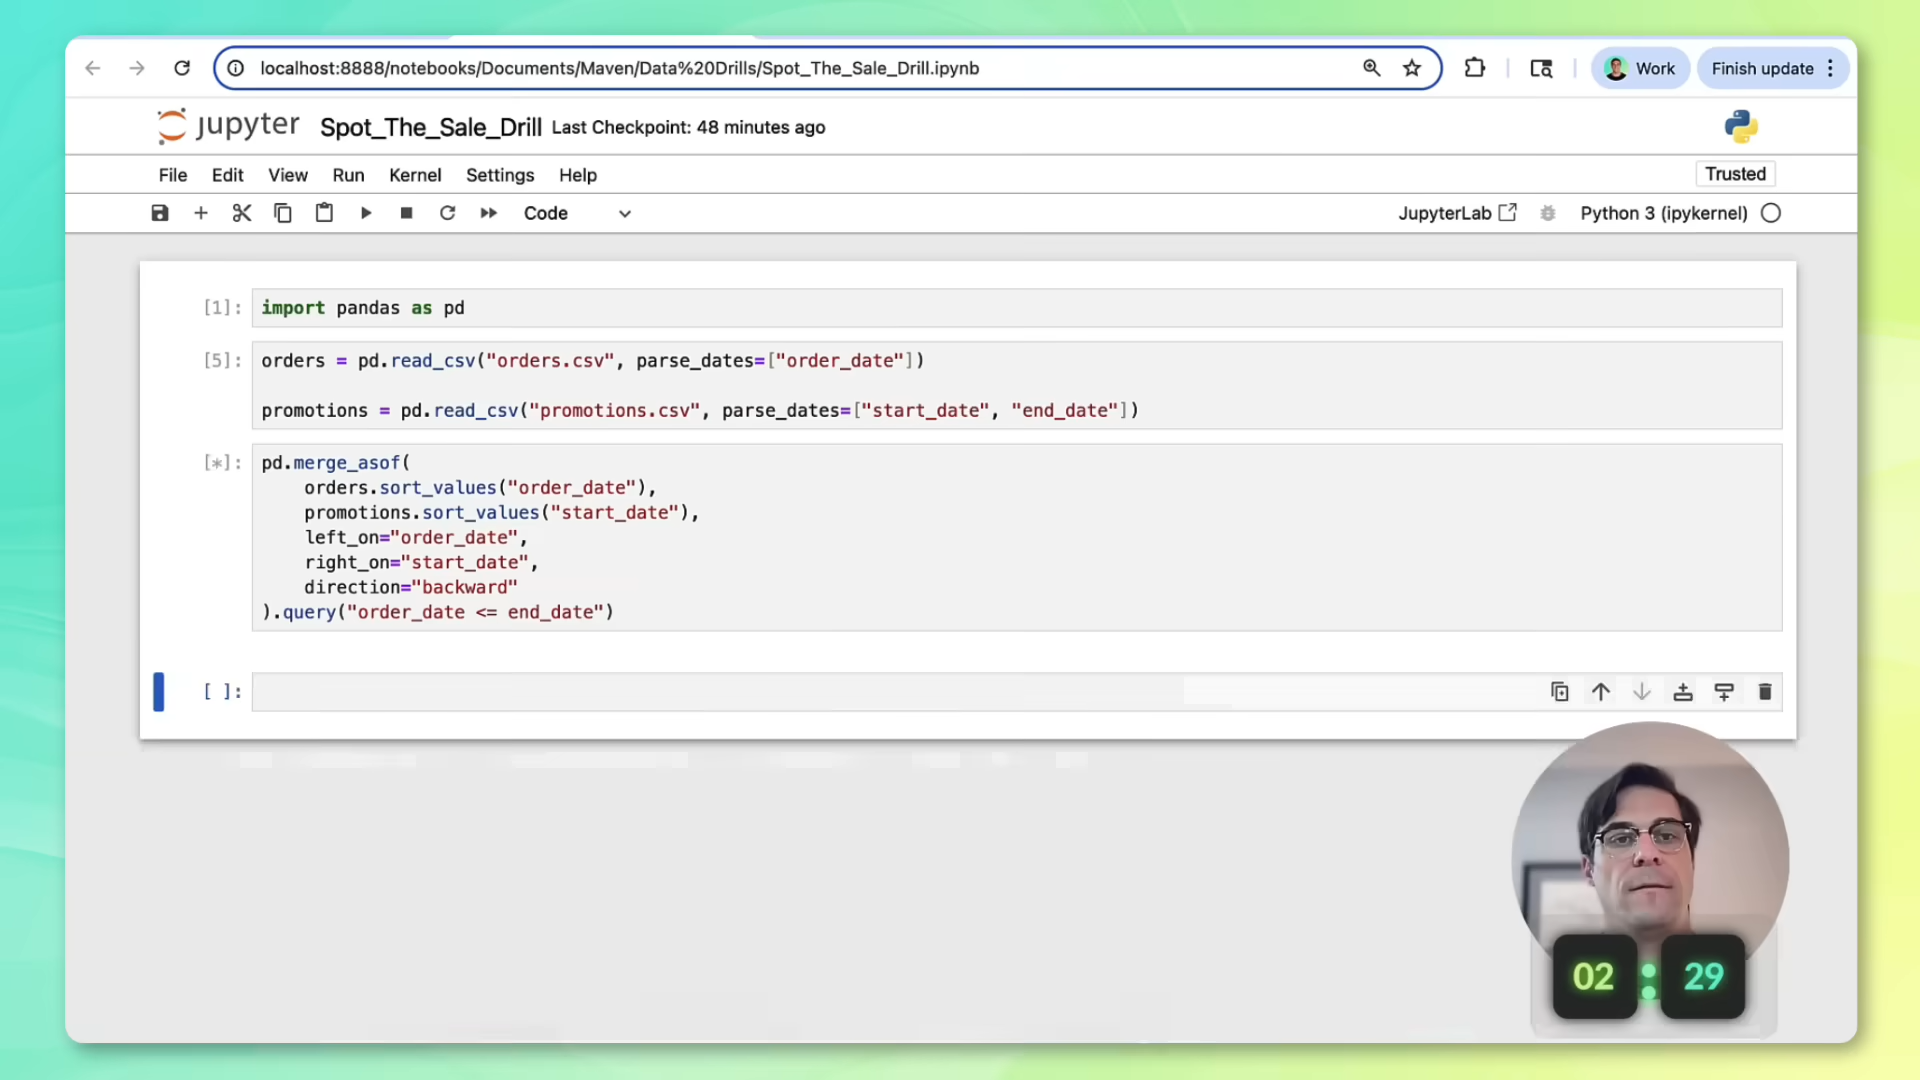 localhost:8888/notebooks/Documents/Maven/Data%20Drills/Spot_The_Sale_Drill.ipynb
Work
Finish update
jupyter Spot_The_Sale_Drill Last Checkpoint: 48 minutes ago
File Edit View Run Kernel Settings Help
Trusted
Code
JupyterLab
Python 3 (ipykernel)
[1]: import pandas as pd
[5]: orders = pd.read_csv("orders.csv", parse_dates=["order_date"])
promotions = pd.read_csv("promotions.csv", parse_dates=["start_date", "end_date"])
[*]: pd.merge_asof(
    orders.sort_values("order_date"),
    promotions.sort_values("start_date"),
    left_on="order_date",
    right_on="start_date",
    direction="backward"
).query("order_date <= end_date")
[ ]:
02 : 29